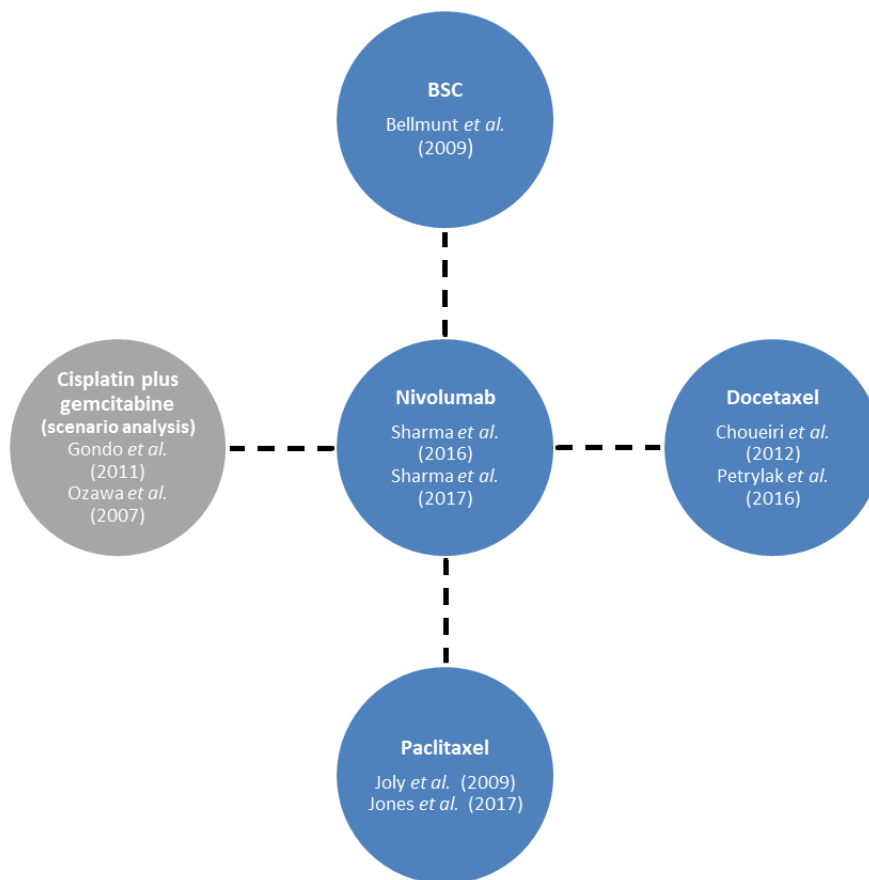 BSC
Bellmunt et al.
(2009)
Cisplatin plus
gemcitabine
(scenario analysis)
Gondo et al.
(2011)
Ozawa et al.
(2007)
Nivolumab
Sharma et al.
(2016)
Sharma et al.
(2017)
Docetaxel
Choueiri et al.
(2012)
Petrylak et al.
(2016)
Paclitaxel
Joly et al. (2009)
Jones et al. (2017)